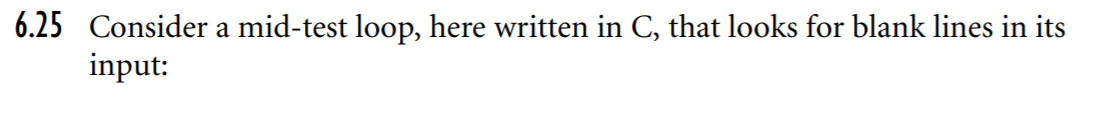 6.25 Consider a mid-test loop, here written in C, that looks for blank lines in its
input: